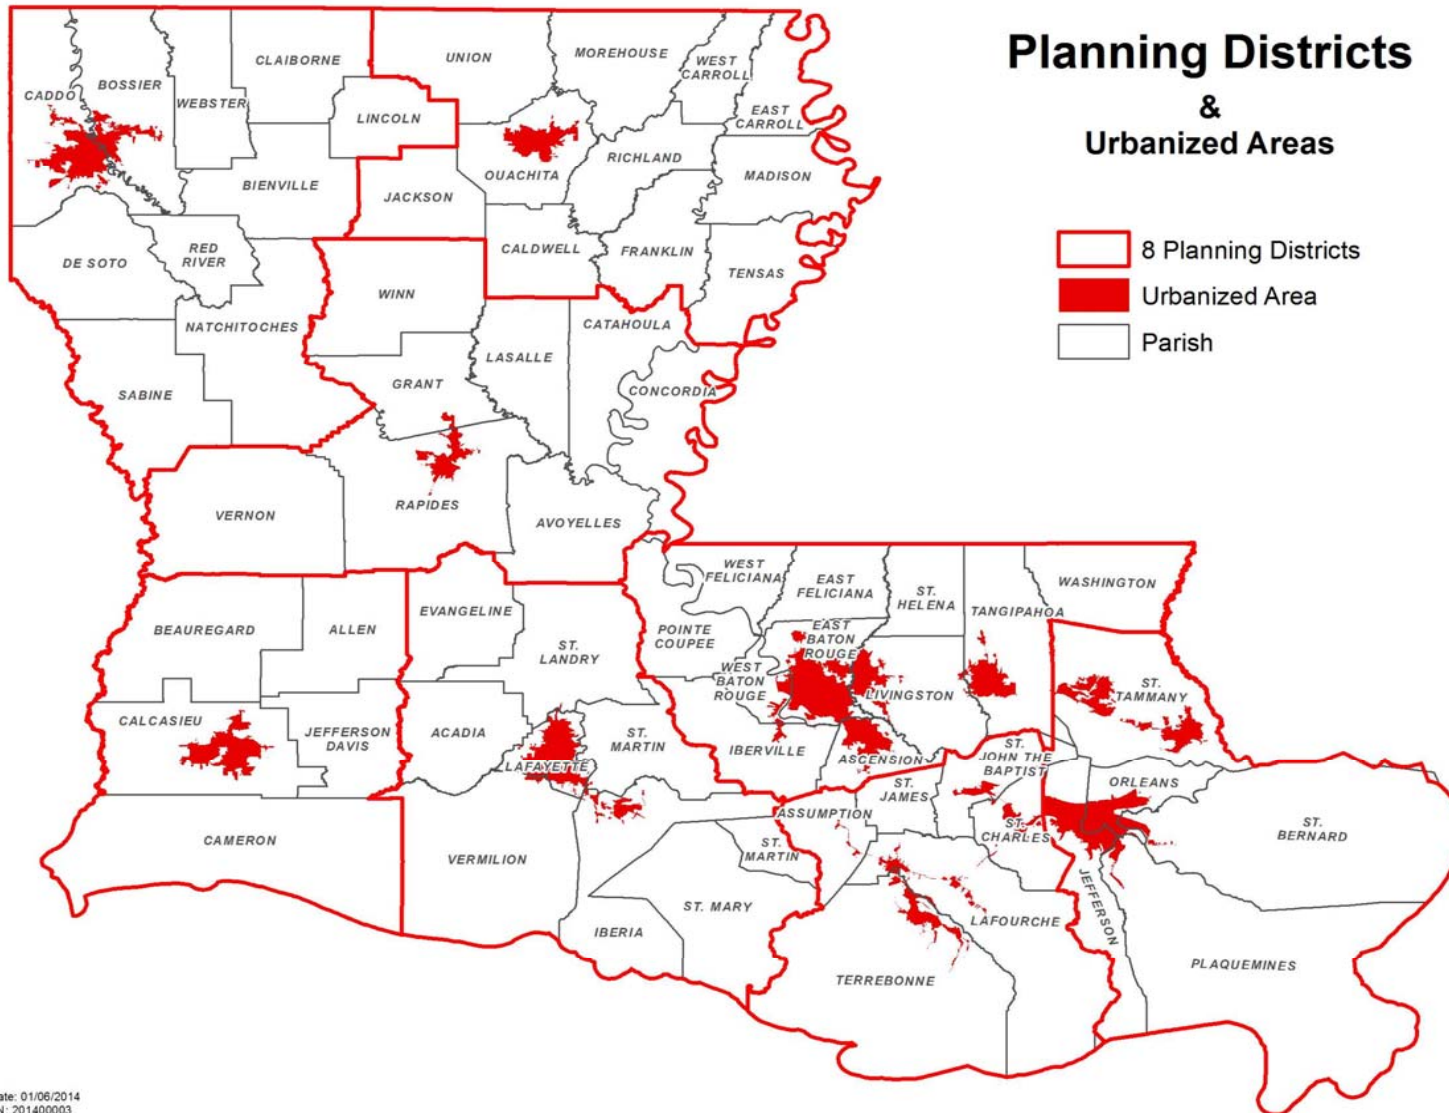 Planning Districts
&
Urbanized Areas
8 Planning Districts
Urbanized Area
Parish
CADDO
BOSSIER
WEBSTER
CLAIBORNE
LINCOLN
UNION
MOREHOUSE
WEST
CARROLL
EAST
CARROLL
OUACHITA
RICHLAND
MADISON
BIENVILLE
JACKSON
CALDWELL
FRANKLIN
TENSAS
DE SOTO
RED
RIVER
NATCHITOCHES
WINN
CATAHOULA
LASALLE
GRANT
CONCORDIA
SABINE
VERNON
RAPIDES
AVOYELLES
BEAUREGARD
ALLEN
EVANGELINE
ST.
LANDRY
POINTE
COUPEE
WEST
FELICIANA
EAST
FELICIANA
ST.
HELENA
TANGIPAHOA
WASHINGTON
EAST
BATON
ROUGE
WEST
BATON
ROUGE
LIVINGSTON
ST.
TAMMANY
CALCASIEU
JEFFERSON
DAVIS
ACADIA
LAFAYETTE
ST.
MARTIN
IBERVILLE
ASCENSION
ST.
JOHN THE
BAPTIST
ORLEANS
ST.
JAMES
ASSUMPTION
ST.
CHARLES
ST.
BERNARD
CAMERON
VERMILION
ST.
MARTIN
ST. MARY
IBERIA
JEFFERSON
LAFOURCHE
TERREBONNE
PLAQUEMINES
ate: 01/06/2014
N: 201400003